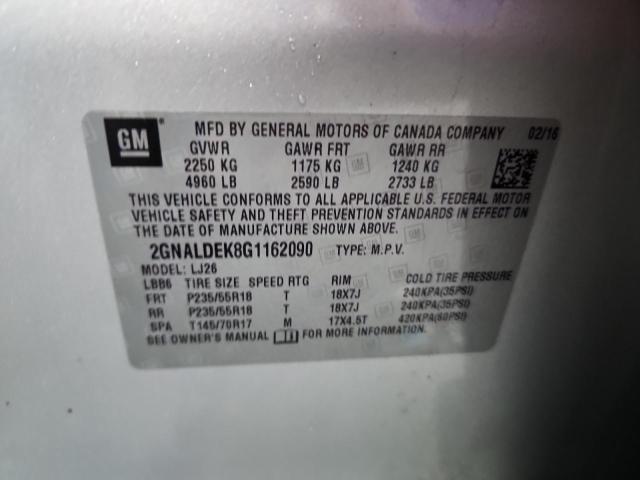 GM® MFD BY GENERAL MOTORS OF CANADA COMPANY 02/16
GVWR GAWR FRT GAWR RR
2250 KG 1175 KG 1240 KG
4960 LB 2590 LB 2733 LB
THIS VEHICLE CONFORMS TO ALL APPLICABLE U.S. FEDERAL MOTOR
VEHICLE SAFETY AND THEFT PREVENTION STANDARDS IN EFFECT ON
THE DATE OF MANUFACTURE SHOWN ABOVE.
2GNALDEK8G1162090 TYPE: M.P.V.
MODEL: LJ26
LBB6 TIRE SIZE SPEED RTG RIM COLD TIRE PRESSURE
FRT P235/55R18 T 18X7J 240KPA(35PSI)
RR P235/55R18 T 18X7J 240KPA(35PSI)
SPA T145/70R17 M 17X4.5T 420KPA(60PSI)
SEE OWNER'S MANUAL FOR MORE INFORMATION.